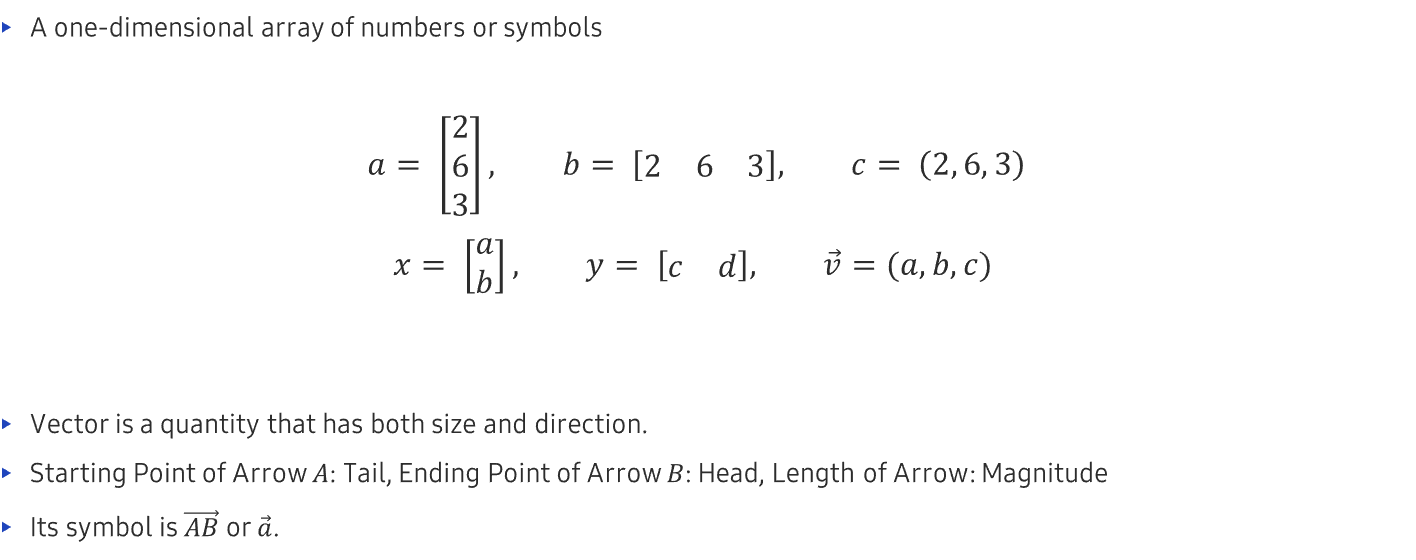 ▸ A one-dimensional array of numbers or symbols
a = [2 6 3], b = [2 6 3], c = (2, 6, 3)
x = [a b], y = [c d], v⃗ = (a, b, c)
▸ Vector is a quantity that has both size and direction.
▸ Starting Point of Arrow A: Tail, Ending Point of Arrow B: Head, Length of Arrow: Magnitude
▸ Its symbol is A͞B⃗ or a⃗.